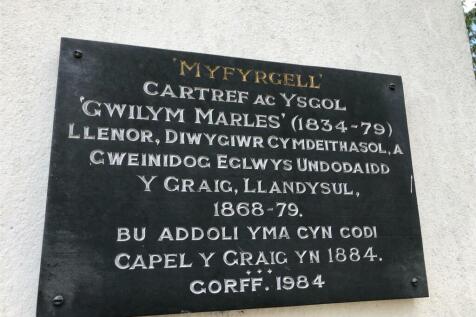 'MYFYRGELL'
CARTREF AC YSGOL
'GWILYM MARLES' (1834-79)
LLENOR, DIWYGIWR CYMDEITHASOL, A
GWEINIDOG EGLWYS UNDODAIDD
Y GRAIG, LLANDYSUL,
1868-79.
BU ADDOLI YMA CYN CODI
CAPEL Y GRAIG YN 1884.
GORFF. 1984